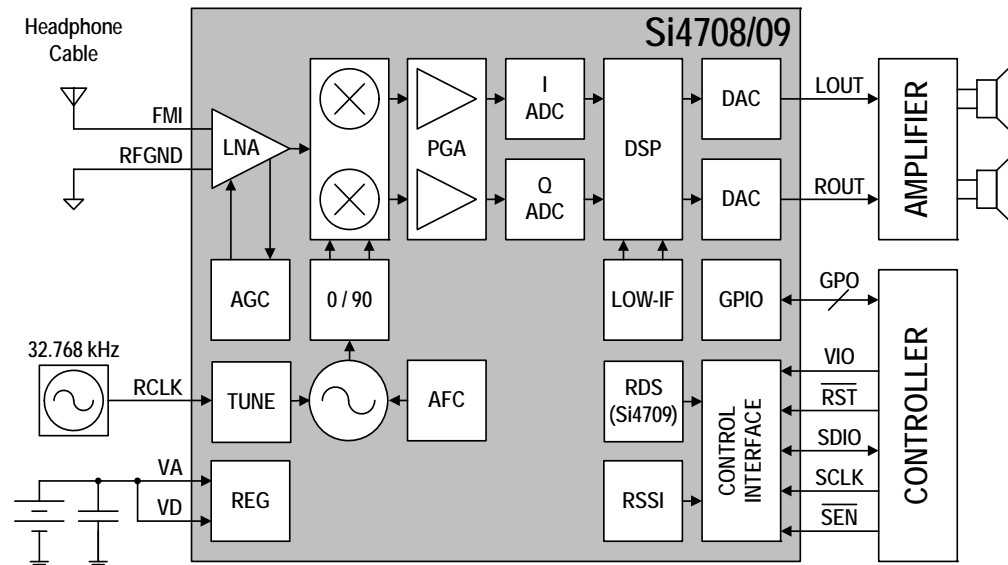 Headphone
Cable
Si4708/09
FMI
RFGND
LNA
PGA
I
ADC
Q
ADC
DSP
DAC
DAC
LOUT
ROUT
AMPLIFIER
AGC
0 / 90
LOW-IF
GPIO
GPO
32.768 kHz
RCLK
TUNE
AFC
RDS
(Si4709)
CONTROL
INTERFACE
VIO
RST
SDIO
SCLK
SEN
CONTROLLER
VA
VD
REG
RSSI